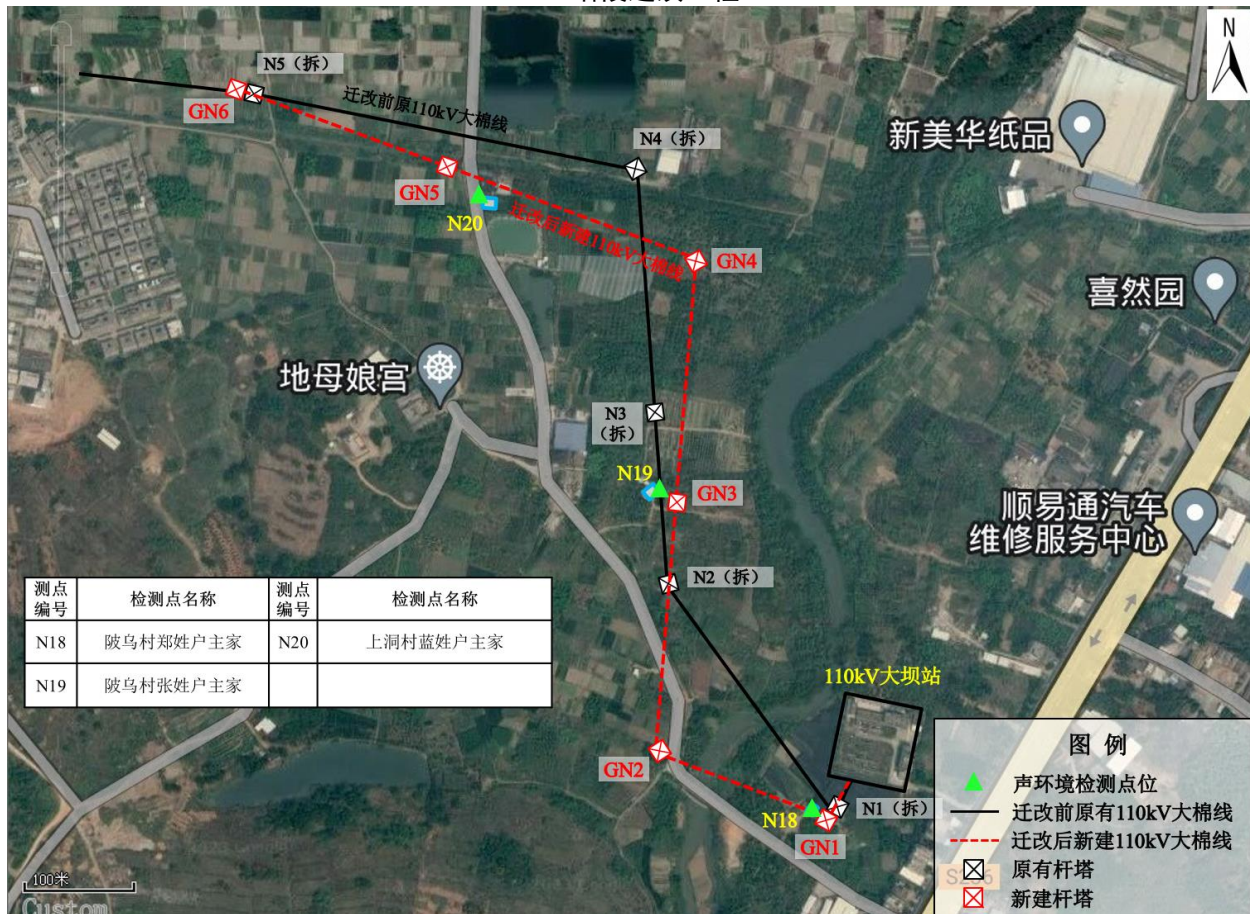 N
N5（拆）
GN6
迁改前原110kV大棉线
N4（拆）
新美华纸品
GN5
N20
迁改后新建110kV大棉线
GN4
喜然园
地母娘宫
N3
（拆）
N19
GN3
顺易通汽车
维修服务中心
N2（拆）
测点编号 检测点名称 测点编号 检测点名称
N18 陂乌村郑姓户主家 N20 上洞村蓝姓户主家
N19 陂乌村张姓户主家
110kV大坝站
GN2
N18
N1（拆）
GN1
图 例
声环境检测点位
迁改前原有110kV大棉线
迁改后新建110kV大棉线
原有杆塔
新建杆塔
S236
100米
Custom